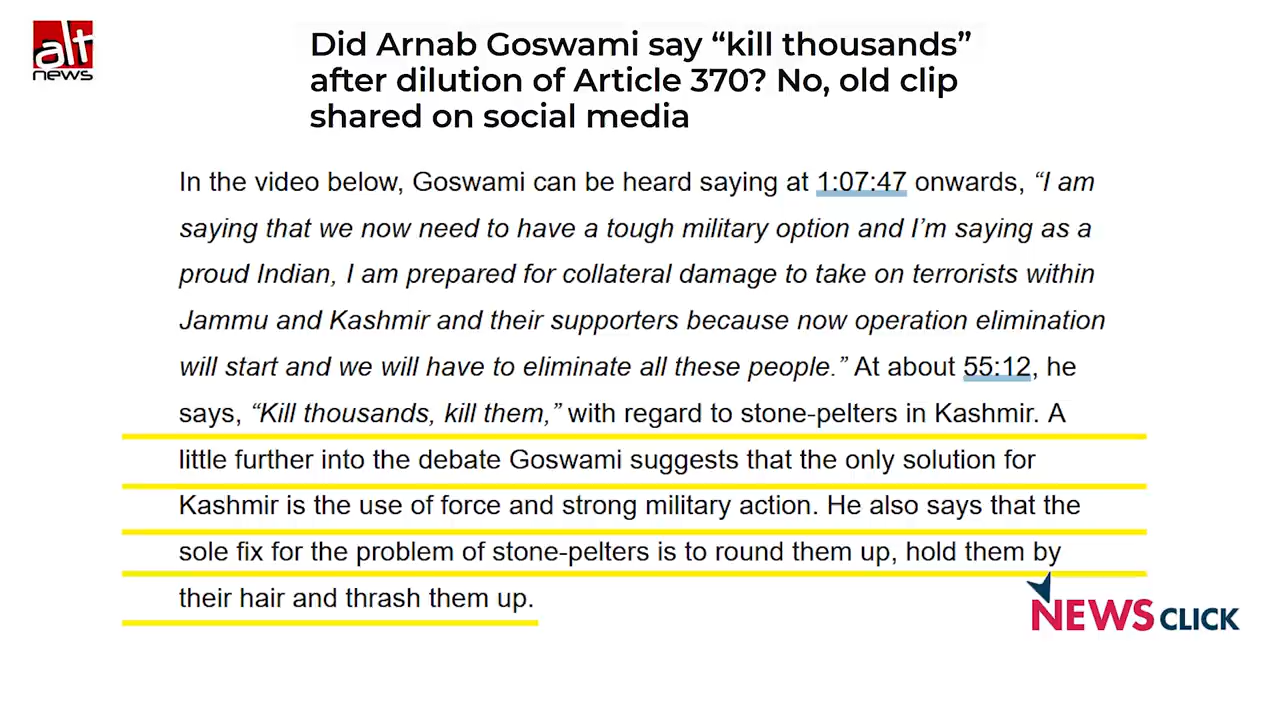 alt
news
Did Arnab Goswami say “kill thousands”
after dilution of Article 370? No, old clip
shared on social media
In the video below, Goswami can be heard saying at 1:07:47 onwards, “I am
saying that we now need to have a tough military option and I’m saying as a
proud Indian, I am prepared for collateral damage to take on terrorists within
Jammu and Kashmir and their supporters because now operation elimination
will start and we will have to eliminate all these people.” At about 55:12, he
says, “Kill thousands, kill them,” with regard to stone-pelters in Kashmir. A
little further into the debate Goswami suggests that the only solution for
Kashmir is the use of force and strong military action. He also says that the
sole fix for the problem of stone-pelters is to round them up, hold them by
their hair and thrash them up.
NEWSCLICK